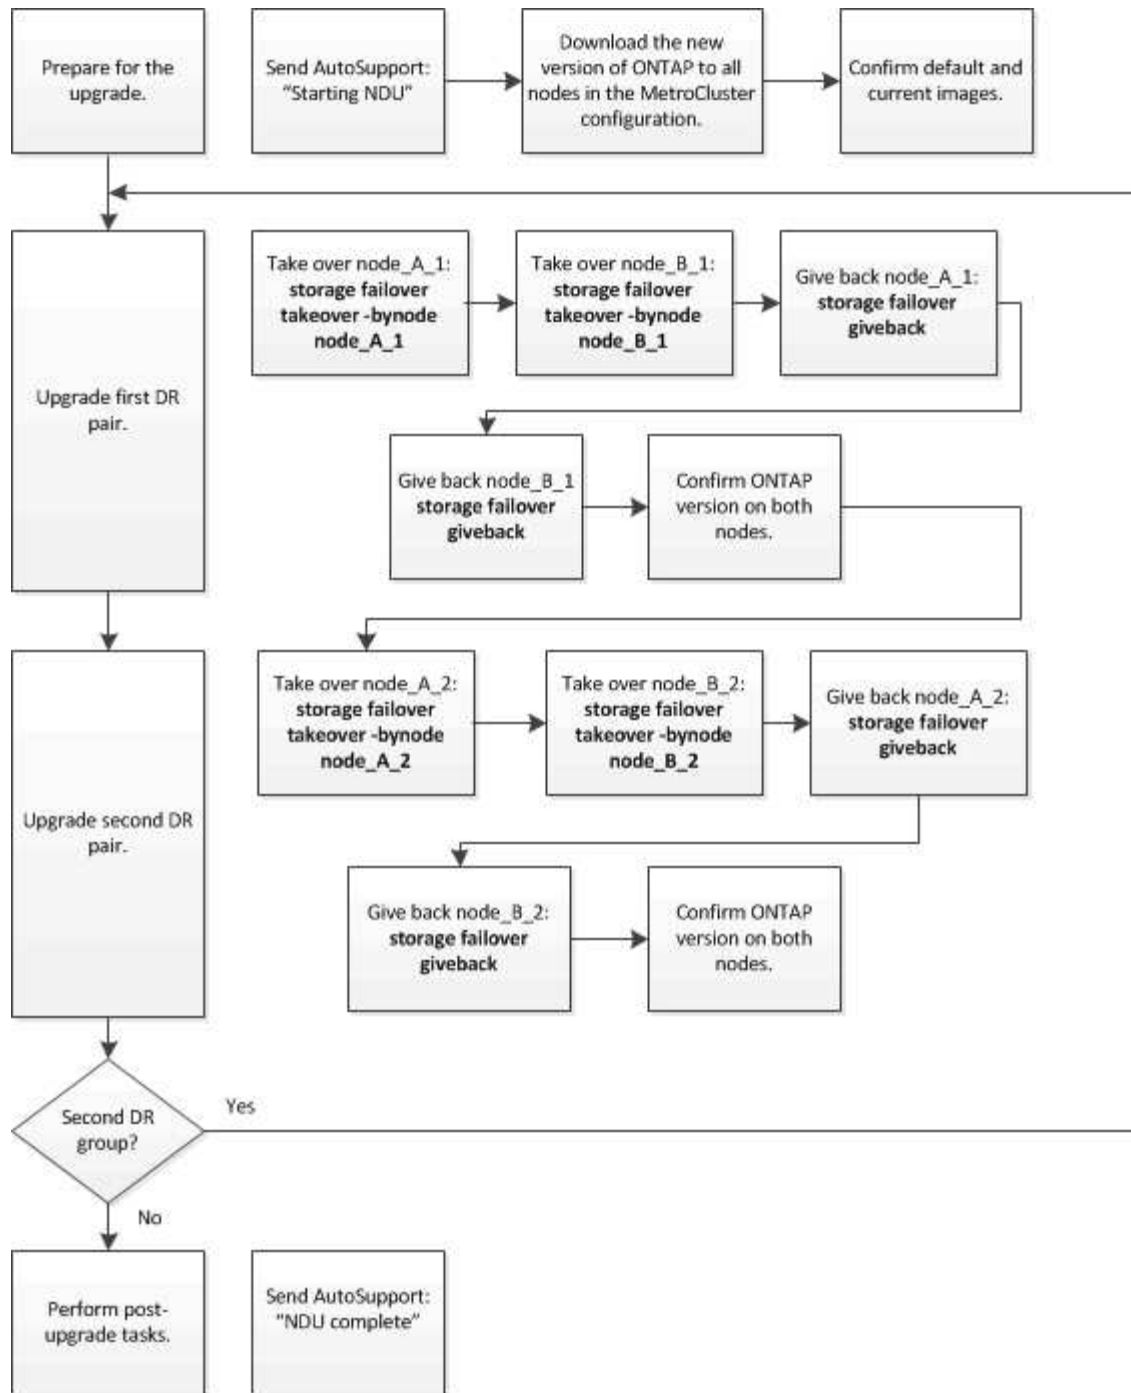 Prepare for the
upgrade.
Send AutoSupport:
“Starting NDU”
Download the new
version of ONTAP to all
nodes in the MetroCluster
configuration.
Confirm default and
current images.
Upgrade first DR
pair.
Take over node_A_1:
storage failover
takeover -bynode
node_A_1
Take over node_B_1:
storage failover
takeover -bynode
node_B_1
Give back node_A_1:
storage failover
giveback
Give back node_B_1
storage failover
giveback
Confirm ONTAP
version on both
nodes.
Upgrade second DR
pair.
Take over node_A_2:
storage failover
takeover -bynode
node_A_2
Take over node_B_2:
storage failover
takeover -bynode
node_B_2
Give back node_A_2:
storage failover
giveback
Give back node_B_2:
storage failover
giveback
Confirm ONTAP
version on both
nodes.
Second DR
group?
Yes
No
Perform post-
upgrade tasks.
Send AutoSupport:
“NDU complete”